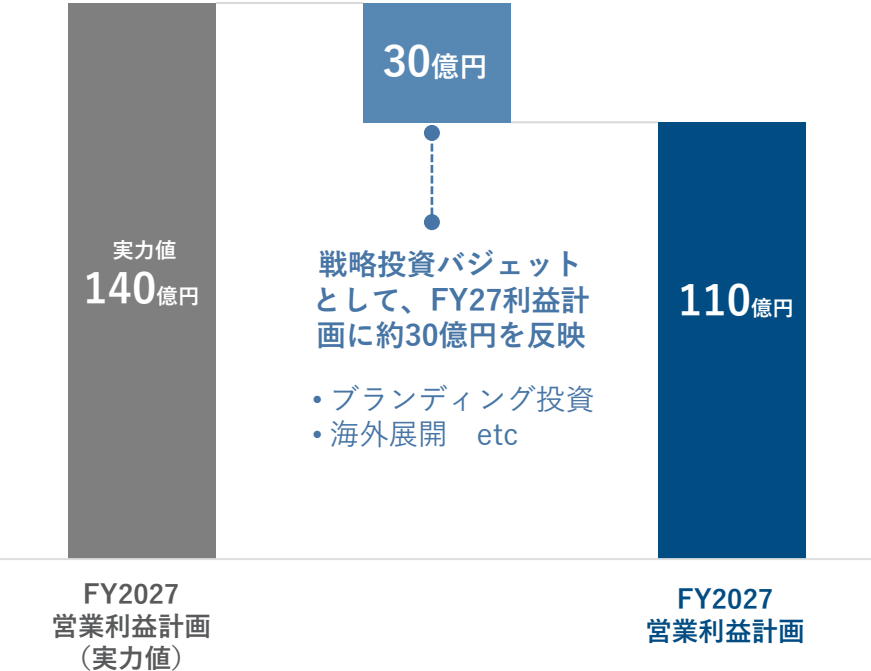 30億円
実力値
140億円
戦略投資バジェット
として、FY27利益計
画に約30億円を反映
• ブランディング投資
• 海外展開　etc
110億円
FY2027
営業利益計画
（実力値）
FY2027
営業利益計画